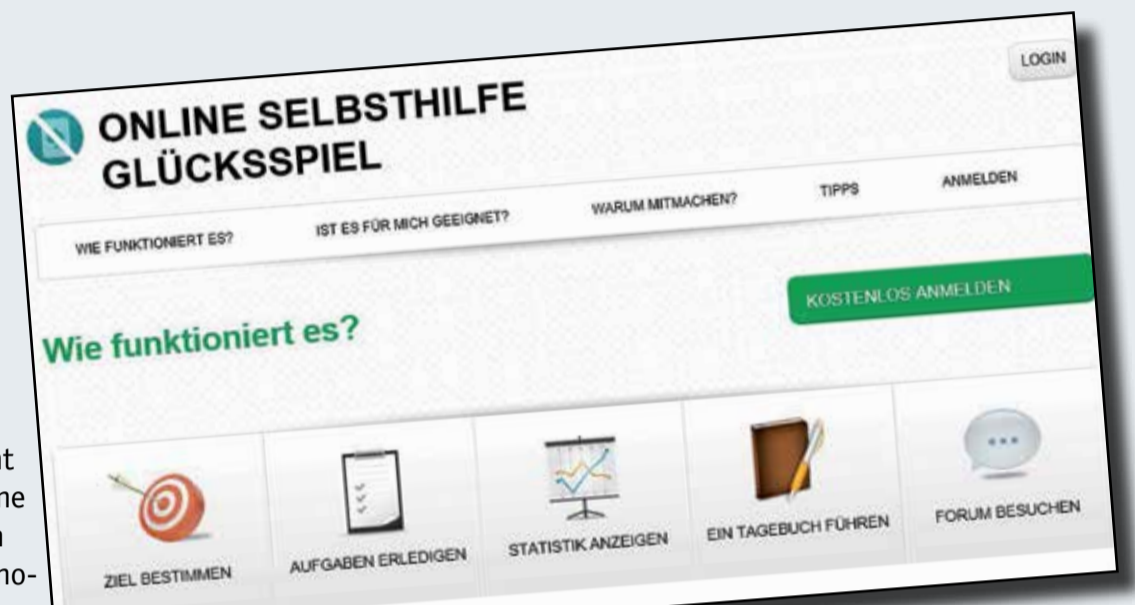 LOGIN
ONLINE SELBSTHILFE
GLÜCKSSPIEL
WIE FUNKTIONIERT ES?
IST ES FÜR MICH GEEIGNET?
WARUM MITMACHEN?
TIPPS
ANMELDEN
KOSTENLOS ANMELDEN
Wie funktioniert es?
ZIEL BESTIMMEN
AUFGABEN ERLEDIGEN
STATISTIK ANZEIGEN
EIN TAGEBUCH FÜHREN
FORUM BESUCHEN